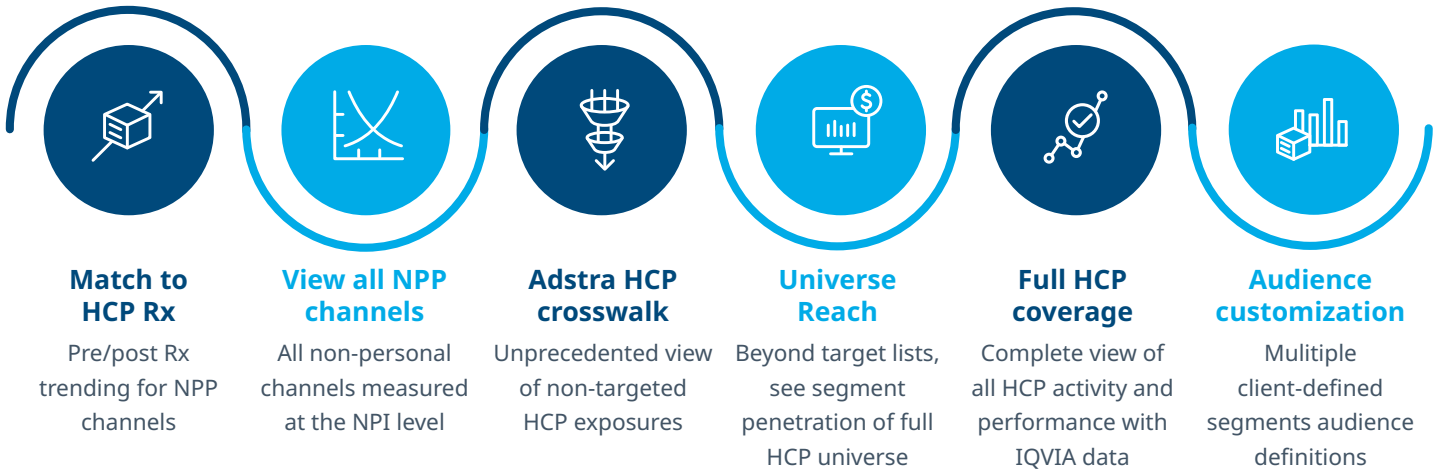 Match to
HCP Rx
Pre/post Rx
trending for NPP
channels
View all NPP
channels
All non-personal
channels measured
at the NPI level
Adstra HCP
crosswalk
Unprecedented view
of non-targeted
HCP exposures
Universe
Reach
Beyond target lists,
see segment
penetration of full
HCP universe
Full HCP
coverage
Complete view of
all HCP activity and
performance with
IQVIA data
Audience
customization
Mulitiple
client-defined
segments audience
definitions
$